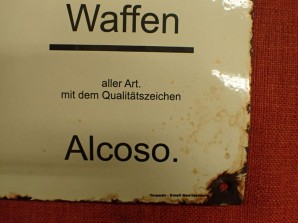 Waffen
aller Art.
mit dem Qualitätszeichen
Alcoso.